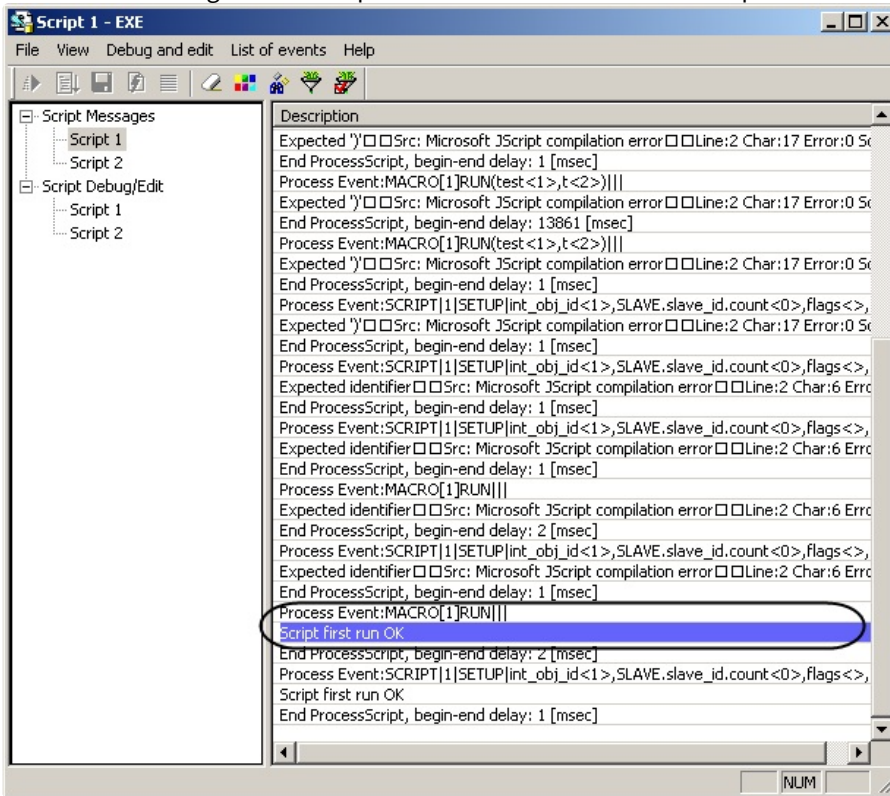 Script 1 - EXE
File View Debug and edit List of events Help
Script Messages
Script 1
Script 2
Script Debug/Edit
Script 1
Script 2
Description
Expected ')'□□Src: Microsoft JScript compilation error□□Line:2 Char:17 Error:0
End ProcessScript, begin-end delay: 1 [msec]
Process Event:MACRO[1]RUN(test<1>,t<2>)|||
Expected ')'□□Src: Microsoft JScript compilation error□□Line:2 Char:17 Error:0
End ProcessScript, begin-end delay: 13861 [msec]
Process Event:MACRO[1]RUN(test<1>,t<2>)|||
Expected ')'□□Src: Microsoft JScript compilation error□□Line:2 Char:17 Error:0
End ProcessScript, begin-end delay: 1 [msec]
Process Event:SCRIPT|1|SETUP|int_obj_id<1>,SLAVE.slave_id.count<0>,flags<>,
Expected ')'□□Src: Microsoft JScript compilation error□□Line:2 Char:17 Error:0
End ProcessScript, begin-end delay: 1 [msec]
Process Event:SCRIPT|1|SETUP|int_obj_id<1>,SLAVE.slave_id.count<0>,flags<>,
Expected identifier□□Src: Microsoft JScript compilation error□□Line:2 Char:6
End ProcessScript, begin-end delay: 1 [msec]
Process Event:SCRIPT|1|SETUP|int_obj_id<1>,SLAVE.slave_id.count<0>,flags<>,
Expected identifier□□Src: Microsoft JScript compilation error□□Line:2 Char:6
End ProcessScript, begin-end delay: 1 [msec]
Process Event:MACRO[1]RUN|||
Expected identifier□□Src: Microsoft JScript compilation error□□Line:2 Char:6
End ProcessScript, begin-end delay: 2 [msec]
Process Event:SCRIPT|1|SETUP|int_obj_id<1>,SLAVE.slave_id.count<0>,flags<>,
Expected identifier□□Src: Microsoft JScript compilation error□□Line:2 Char:6
End ProcessScript, begin-end delay: 1 [msec]
Process Event:MACRO[1]RUN|||
Script first run OK
End ProcessScript, begin-end delay: 2 [msec]
Process Event:SCRIPT|1|SETUP|int_obj_id<1>,SLAVE.slave_id.count<0>,flags<>,
Script first run OK
End ProcessScript, begin-end delay: 1 [msec]
NUM